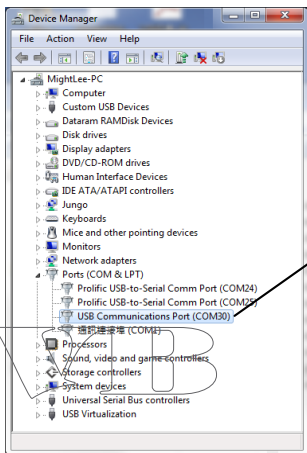 Device Manager
File Action View Help
MightLee-PC
Computer
Custom USB Devices
Dataram RAMDisk Devices
Disk drives
Display adapters
DVD/CD-ROM drives
Human Interface Devices
IDE ATA/ATAPI controllers
Jungo
Keyboards
Mice and other pointing devices
Monitors
Network adapters
Ports (COM & LPT)
Prolific USB-to-Serial Comm Port (COM24)
Prolific USB-to-Serial Comm Port (COM25)
USB Communications Port (COM30)
通訊連接埠 (COM1)
Processors
Sound, video and game controllers
Storage controllers
System devices
Universal Serial Bus controllers
USB Virtualization